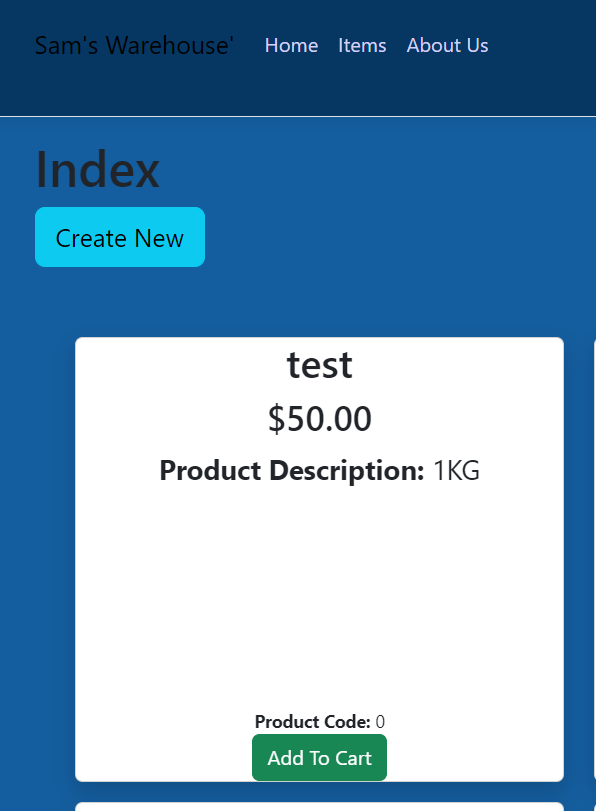 Sam's Warehouse' Home Items About Us
Index
Create New
test
$50.00
Product Description: 1KG
Product Code: 0
Add To Cart